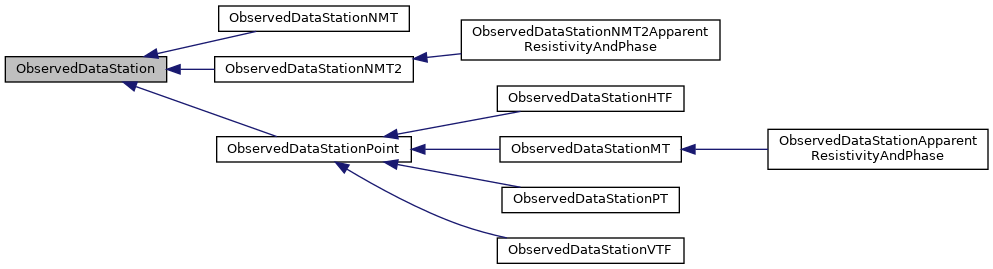 ObservedDataStationNMT
ObservedDataStationNMT2Apparent
ResistivityAndPhase
ObservedDataStation
ObservedDataStationNMT2
ObservedDataStationHTF
ObservedDataStationPoint
ObservedDataStationMT
ObservedDataStationApparent
ResistivityAndPhase
ObservedDataStationPT
ObservedDataStationVTF